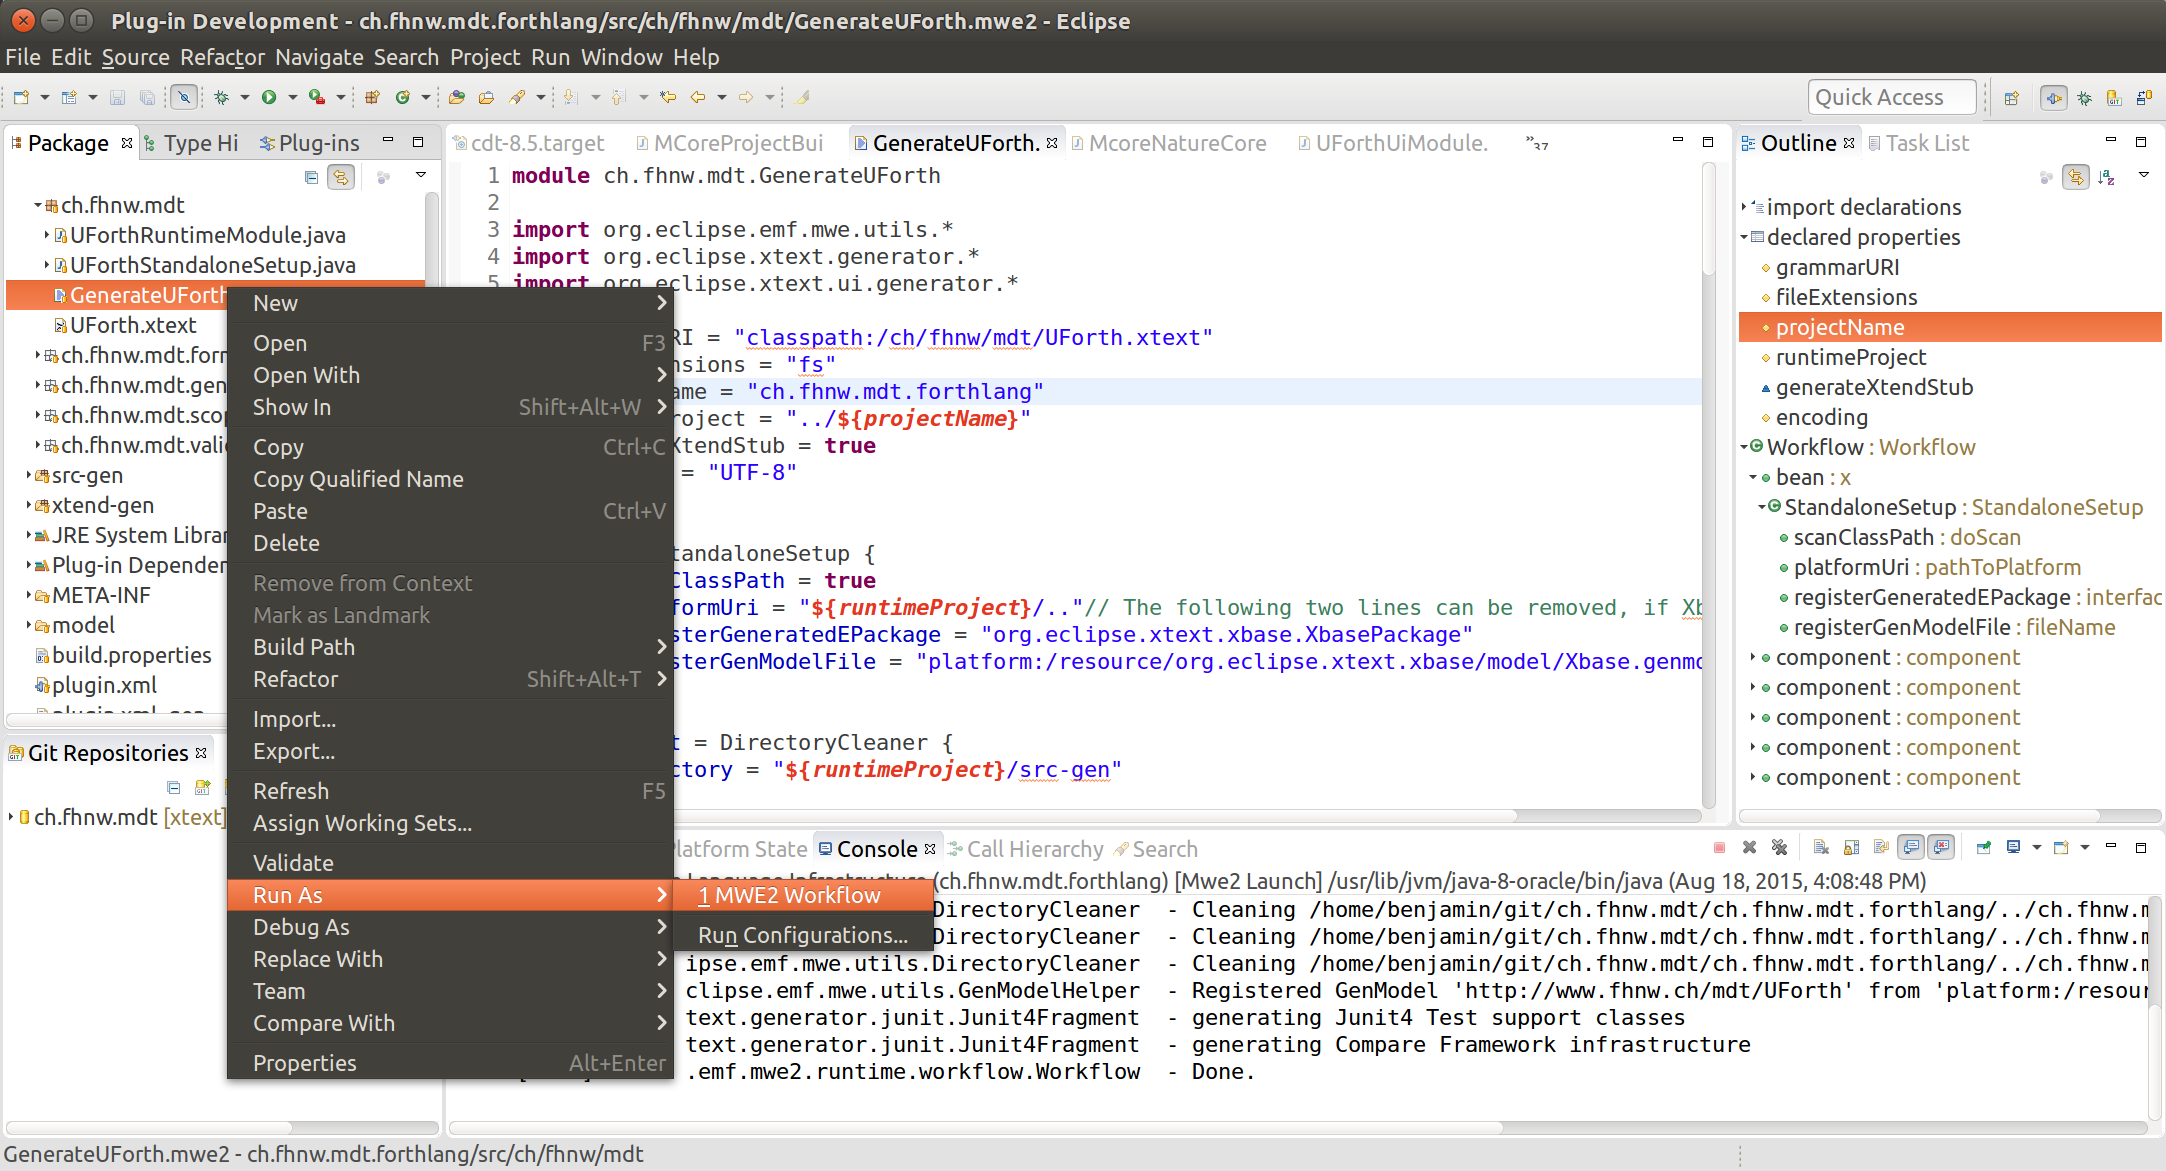 Plug-in Development - ch.fhnw.mdt.forthlang/src/ch/fhnw/mdt/GenerateUForth.mwe2 - Eclipse
File Edit Source Refactor Navigate Search Project Run Window Help
Quick Access
Package
Type Hi
Plug-ins
ch.fhnw.mdt
UForthRuntimeModule.java
UForthStandaloneSetup.java
GenerateUForth
UForth.xtext
ch.fhnw.mdt.for
ch.fhnw.mdt.gen
ch.fhnw.mdt.sco
ch.fhnw.mdt.vali
src-gen
xtend-gen
JRE System Librar
Plug-in Depender
META-INF
model
build.properties
plugin.xml
Git Repositories
ch.fhnw.mdt [xtext]
New
Open F3
Open With
Show In Shift+Alt+W
Copy Ctrl+C
Copy Qualified Name
Paste Ctrl+V
Delete
Remove from Context
Mark as Landmark
Build Path
Refactor Shift+Alt+T
Import...
Export...
Refresh F5
Assign Working Sets...
Validate
Run As
Debug As
Replace With
Team
Compare With
Properties Alt+Enter
1 MWE2 Workflow
Run Configurations...
cdt-8.5.target
MCoreProjectBui
GenerateUForth.
McoreNatureCore
UForthUiModule.
»37
1 module ch.fhnw.mdt.GenerateUForth
2
3 import org.eclipse.emf.mwe.utils.*
4 import org.eclipse.xtext.generator.*
5 import org.eclipse.xtext.ui.generator.*
RI = "classpath:/ch/fhnw/mdt/UForth.xtext"
nsions = "fs"
ame = "ch.fhnw.mdt.forthlang"
roject = "../${projectName}"
XtendStub = true
= "UTF-8"
tandaloneSetup {
ClassPath = true
formUri = "${runtimeProject}/.."// The following two lines can be removed, if Xb
sterGeneratedEPackage = "org.eclipse.xtext.xbase.XbasePackage"
sterGenModelFile = "platform:/resource/org.eclipse.xtext.xbase/model/Xbase.genmo
t = DirectoryCleaner {
ctory = "${runtimeProject}/src-gen"
latform State
Console
Call Hierarchy
Search
(ch.fhnw.mdt.forthlang) [Mwe2 Launch] /usr/lib/jvm/java-8-oracle/bin/java (Aug 18, 2015, 4:08:48 PM)
DirectoryCleaner - Cleaning /home/benjamin/git/ch.fhnw.mdt/ch.fhnw.mdt.forthlang/../ch.fhnw.m
DirectoryCleaner - Cleaning /home/benjamin/git/ch.fhnw.mdt/ch.fhnw.mdt.forthlang/../ch.fhnw.m
ipse.emf.mwe.utils.DirectoryCleaner - Cleaning /home/benjamin/git/ch.fhnw.mdt/ch.fhnw.mdt.forthlang/../ch.fhnw.m
clipse.emf.mwe.utils.GenModelHelper - Registered GenModel 'http://www.fhnw.ch/mdt/UForth' from 'platform:/resour
text.generator.junit.Junit4Fragment - generating Junit4 Test support classes
text.generator.junit.Junit4Fragment - generating Compare Framework infrastructure
.emf.mwe2.runtime.workflow.Workflow - Done.
Outline
Task List
import declarations
declared properties
grammarURI
fileExtensions
projectName
runtimeProject
generateXtendStub
encoding
Workflow : Workflow
bean : x
StandaloneSetup : StandaloneSetup
scanClassPath : doScan
platformUri : pathToPlatform
registerGeneratedEPackage : interfac
registerGenModelFile : fileName
component : component
component : component
component : component
component : component
component : component
GenerateUForth.mwe2 - ch.fhnw.mdt.forthlang/src/ch/fhnw/mdt